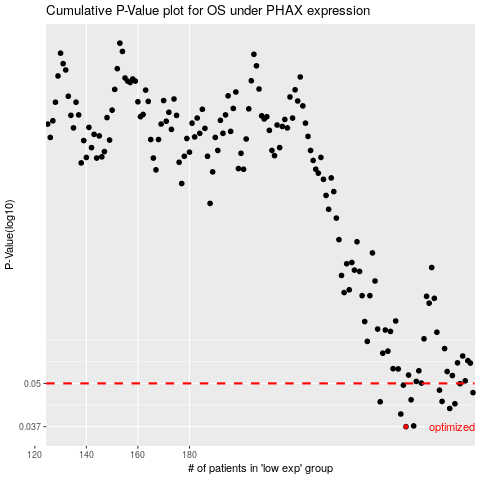 Cumulative P-Value plot for OS under PHAX expression
P-Value(log10)
0.05
0.037
optimized
120 140 160 180
# of patients in 'low exp' group